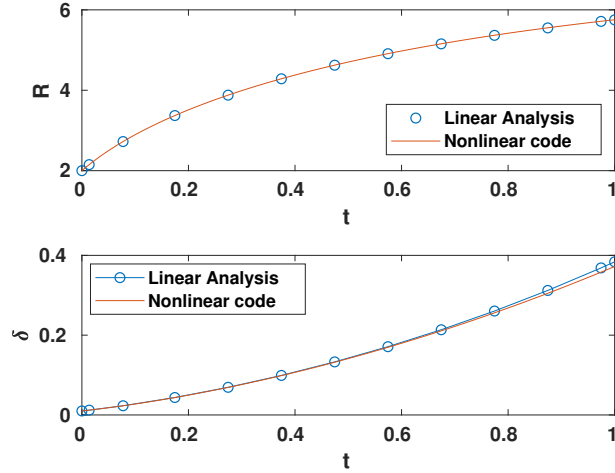 6
4
2
R
Linear Analysis
Nonlinear code
0 0.2 0.4 0.6 0.8 1
t
0.4
0.2
0
δ
Linear Analysis
Nonlinear code
0 0.2 0.4 0.6 0.8 1
t